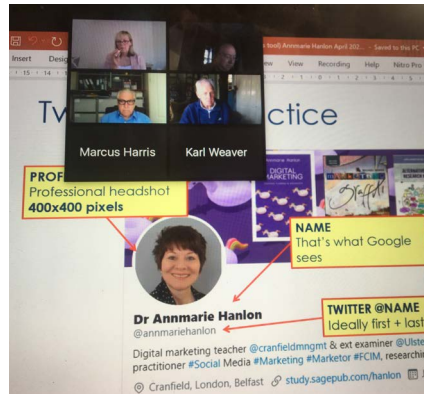 tool) Annmarie Hanlon April 202... - Saved to this PC
Insert
View
Recording
Help
Nitro Pro
Marcus Harris
Karl Weaver
ctice
DIGITAL
MARKETING
Professional headshot
400x400 pixels
NAME
That's what Google
sees
Dr Annmarie Hanlon
@annmariehanlon
TWITTER @NAME
Ideally first + last
Digital marketing teacher @cranfieldmngmt & ext examiner @Ulste
practitioner #Social Media #Marketing #Marketor #FCIM, researchin
Cranfield, London, Belfast study.sagepub.com/hanlon